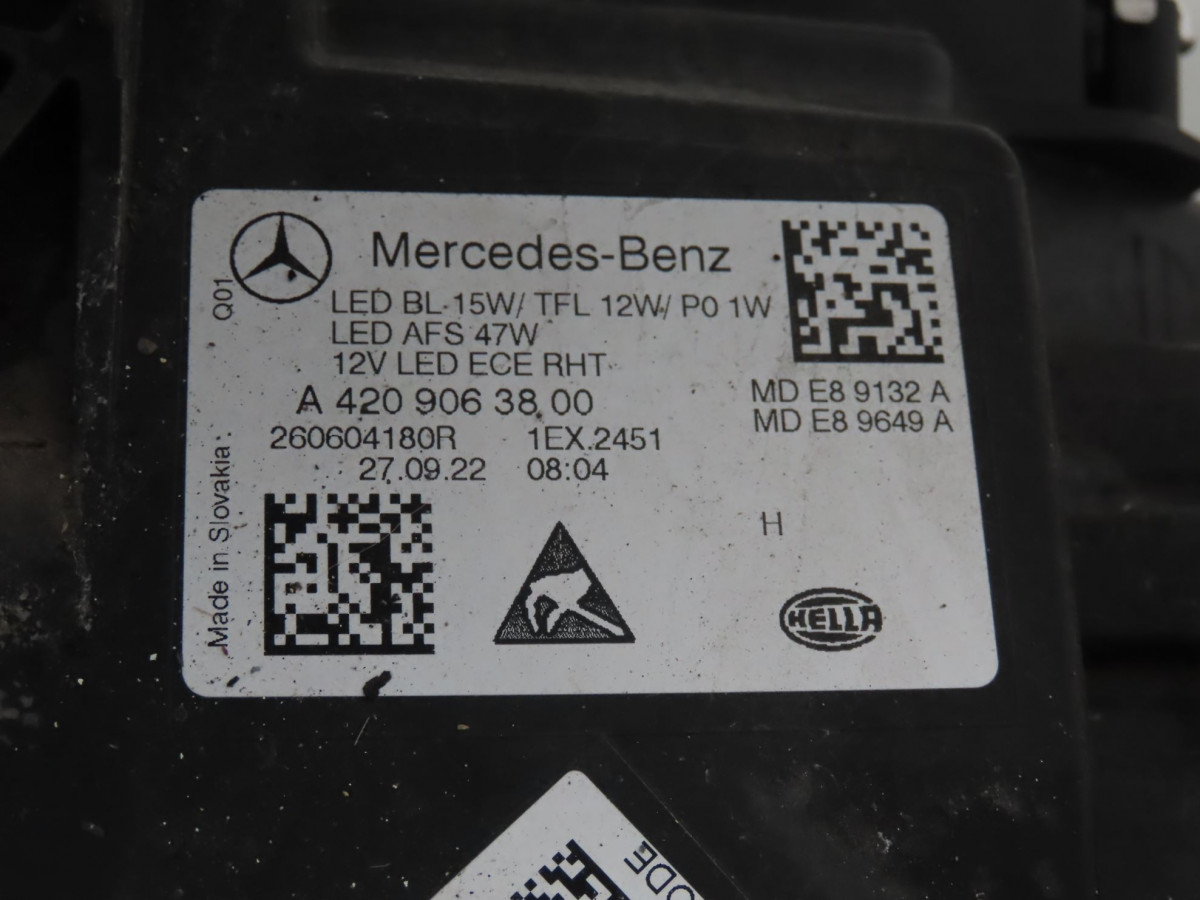 Mercedes-Benz
LED BL 15W/ TFL 12W/ P0 1W
LED AFS 47W
12V LED ECE RHT
A 420 906 38 00
260604180R 1EX.2451
27.09.22 08:04
MD E8 9132 A
MD E8 9649 A
Q01
Made in Slovakia
H
HELLA